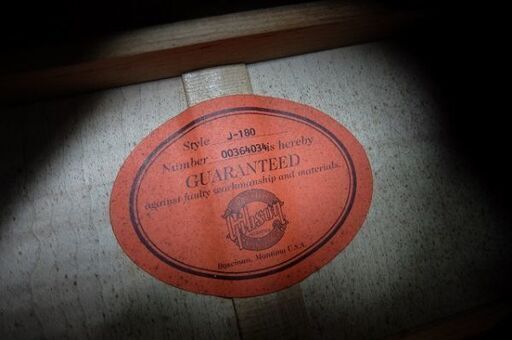 Style J-180
Number 00364034 is hereby
GUARANTEED
against faulty workmanship and materials.
Gibson
Bozeman, Montana U.S.A.